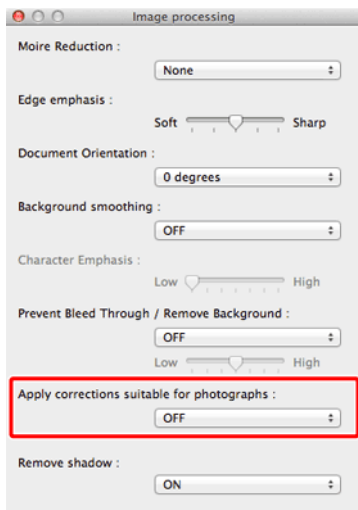 Image processing
Moire Reduction :
None
Edge emphasis :
Soft Sharp
Document Orientation :
0 degrees
Background smoothing :
OFF
Character Emphasis :
Low High
Prevent Bleed Through / Remove Background :
OFF
Low High
Apply corrections suitable for photographs :
OFF
Remove shadow :
ON